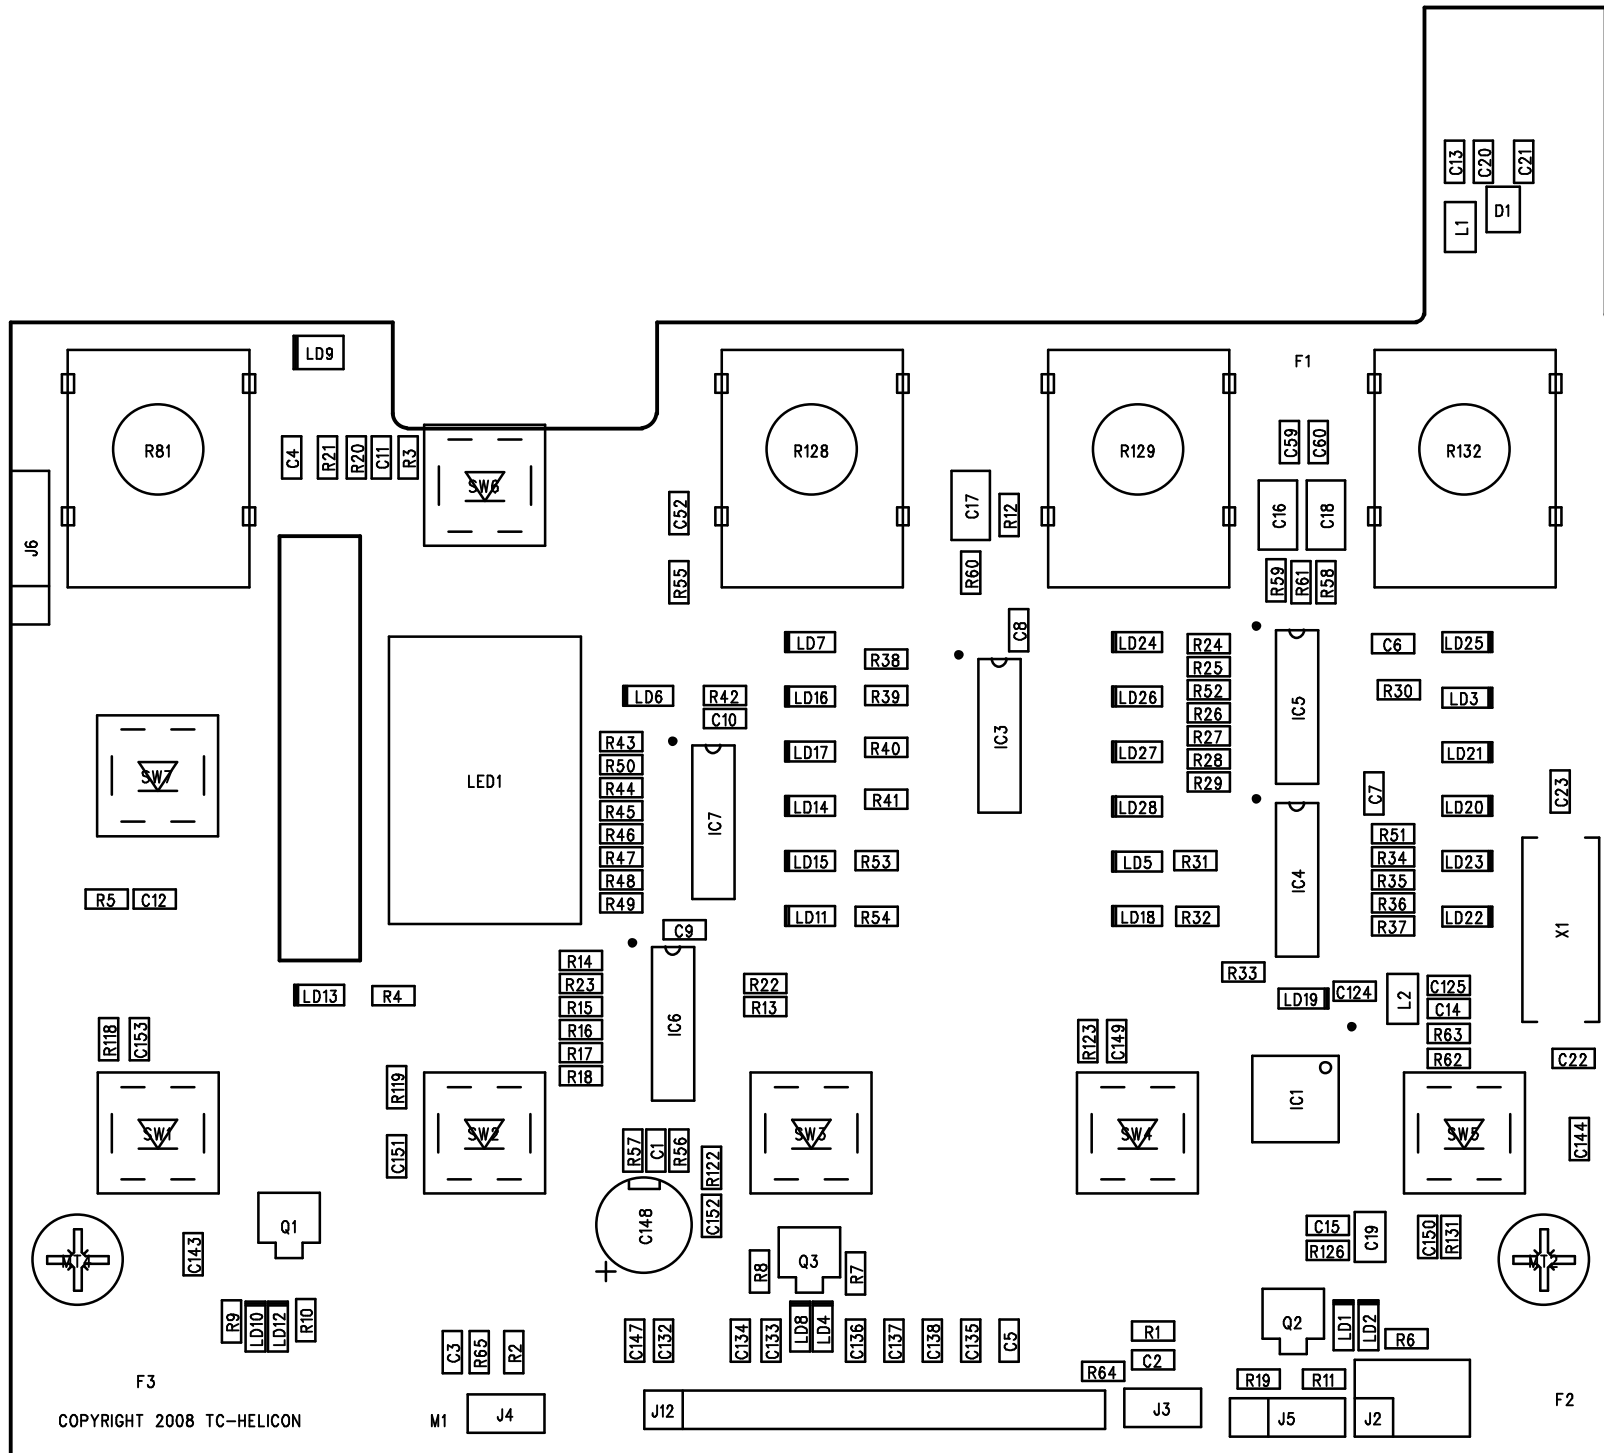 C13 C20 C21
L1 D1
LD9
F1
R81 C4 R21 R20 C11 R3
SW6
R128 R129 C59 C60 R132
J6
C52 C17 R12 C16 C18
R55 R60 R59 R61 R58
C8
LD7 R38 LD24 R24 C6 LD25
R25
LD6 R42 LD16 R39 LD26 R52 R30 LD3
C10 R26 IC5
R43 LD17 R40 IC3 LD27 R27 LD21
R50 R28
SW7 LED1 R44 R29
R45 IC7 LD14 R41 LD28 C7 LD20 C23
R46 R51
R47 LD15 R53 LD5 R31 R34 LD23
R48 IC4 R35
R5 C12 R49 R36
C9 LD11 R54 LD18 R32 R37 LD22 X1
R14
R23 R22 R33
LD13 R4 R15 R13 LD19 C124 L2 C125
IC6 C14
R118 C153 R16 R123 C149 R63
R17 R62 C22
R119 R18 IC1
SW1 SW2 SW3 SW4 SW5
C151 R57 C1 R56 R122 C144
C152
Q1 C148 C15 C19 C150 R131
MT4 C143 R8 Q3 R7 R126 MT2
R9 LD10 LD12 R10 LD8 LD4 Q2 LD1 LD2 R6
C3 R65 R2 C147 C132 C134 C133 C136 C137 C138 C135 C5 R1
C2
R64 R19 R11
F3
COPYRIGHT 2008 TC-HELICON M1 J4 J12 J3 J5 J2 F2